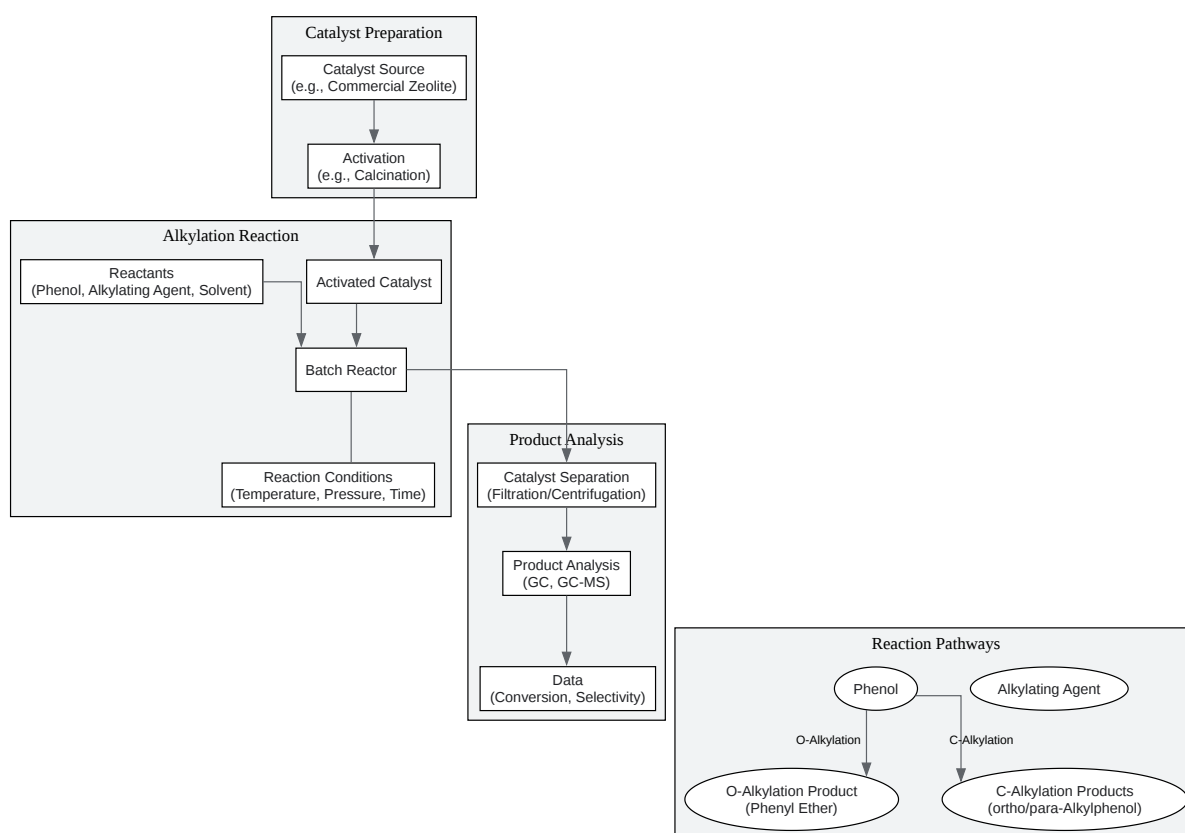 Catalyst Preparation
Catalyst Source
(e.g., Commercial Zeolite)
Activation
(e.g., Calcination)
Alkylation Reaction
Reactants
(Phenol, Alkylating Agent, Solvent)
Activated Catalyst
Batch Reactor
Reaction Conditions
(Temperature, Pressure, Time)
Product Analysis
Catalyst Separation
(Filtration/Centrifugation)
Product Analysis
(GC, GC-MS)
Data
(Conversion, Selectivity)
Reaction Pathways
Phenol
Alkylating Agent
O-Alkylation
C-Alkylation
O-Alkylation Product
(Phenyl Ether)
C-Alkylation Products
(ortho/para-Alkylphenol)